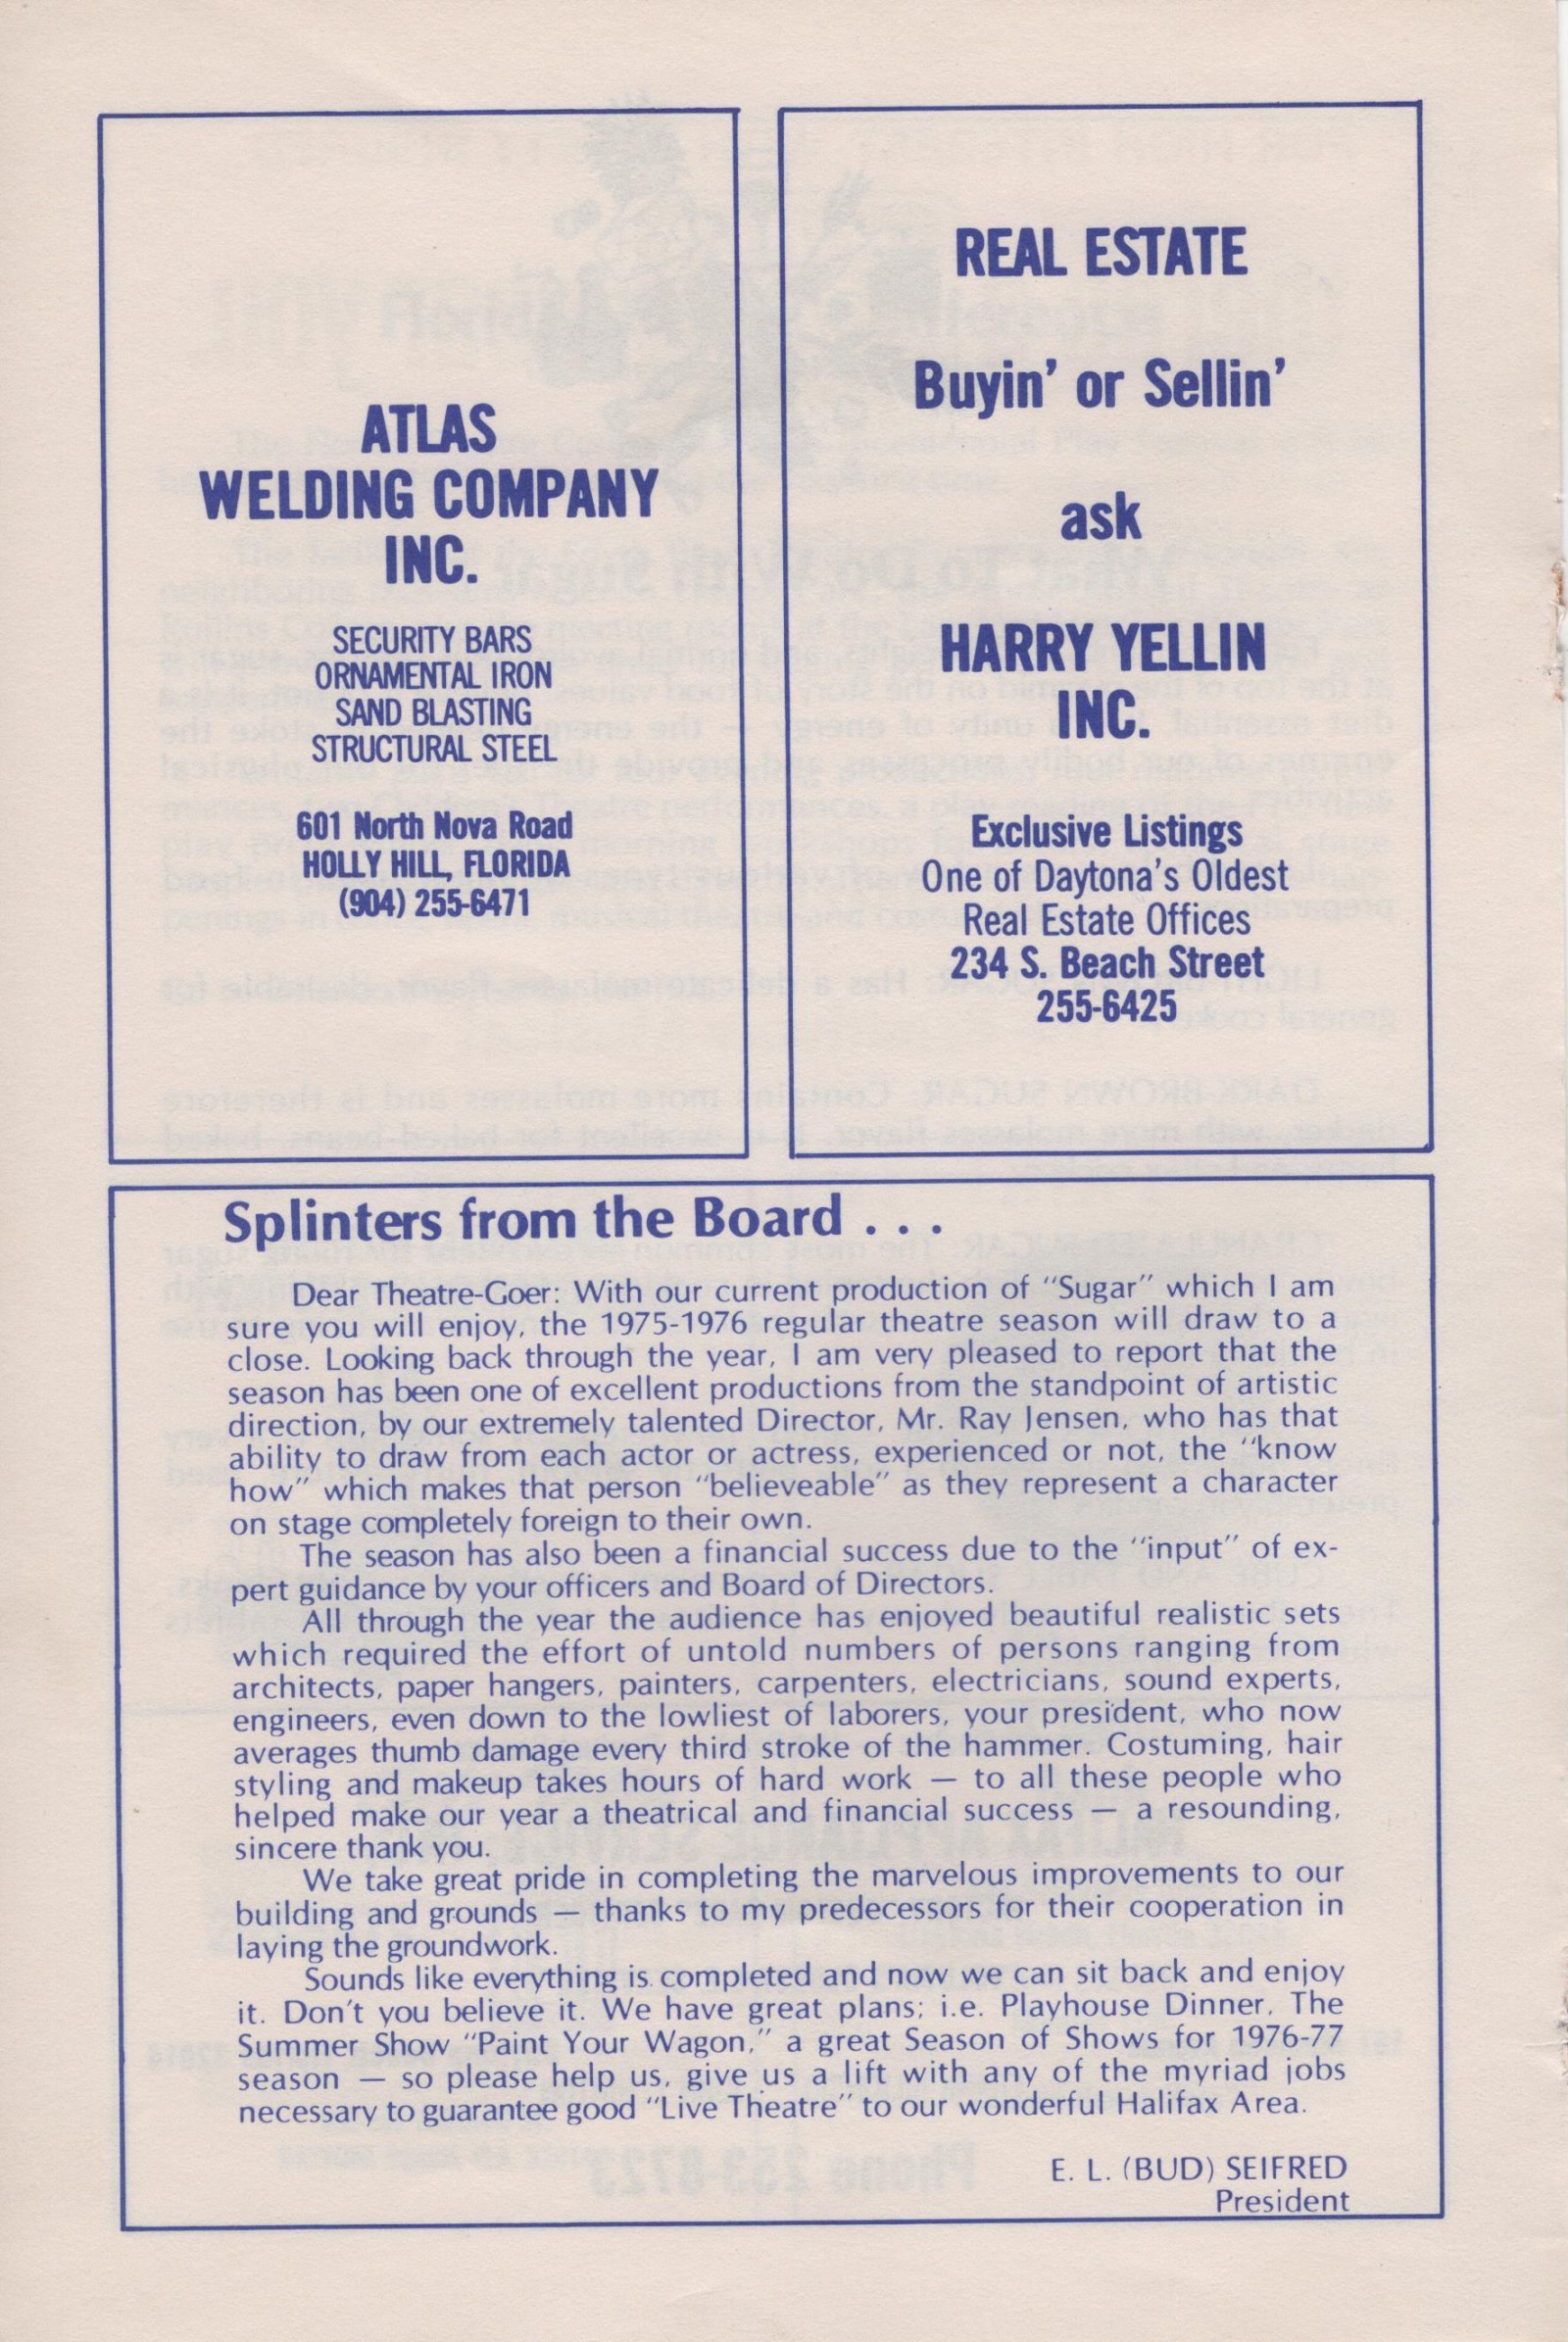 ATLAS
WELDING COMPANY
INC.
SECURITY BARS
ORNAMENTAL IRON
SAND BLASTING
STRUCTURAL STEEL
601 North Nova Road
HOLLY HILL, FLORIDA
(904) 255-6471
REAL ESTATE
Buyin' or Sellin'
ask
HARRY YELLIN
INC.
Exclusive Listings
One of Daytona's Oldest
Real Estate Offices
234 S. Beach Street
255-6425
Splinters from the Board . . .
Dear Theatre-Goer: With our current production of "Sugar" which I am
sure you will enjoy, the 1975-1976 regular theatre season will draw to a
close. Looking back through the year, I am very pleased to report that the
season has been one of excellent productions from the standpoint of artistic
direction, by our extremely talented Director, Mr. Ray Jensen, who has that
ability to draw from each actor or actress, experienced or not, the "know
how" which makes that person "believeable" as they represent a character
on stage completely foreign to their own.
The season has also been a financial success due to the "input" of ex-
pert guidance by your officers and Board of Directors.
All through the year the audience has enjoyed beautiful realistic sets
which required the effort of untold numbers of persons ranging from
architects, paper hangers, painters, carpenters, electricians, sound experts,
engineers, even down to the lowliest of laborers, your president, who now
averages thumb damage every third stroke of the hammer. Costuming, hair
styling and makeup takes hours of hard work — to all these people who
helped make our year a theatrical and financial success — a resounding,
sincere thank you.
We take great pride in completing the marvelous improvements to our
building and grounds — thanks to my predecessors for their cooperation in
laying the groundwork.
Sounds like everything is completed and now we can sit back and enjoy
it. Don't you believe it. We have great plans; i.e. Playhouse Dinner, The
Summer Show "Paint Your Wagon," a great Season of Shows for 1976-77
season — so please help us, give us a lift with any of the myriad jobs
necessary to guarantee good "Live Theatre" to our wonderful Halifax Area.
E. L. (BUD) SEIFRED
President